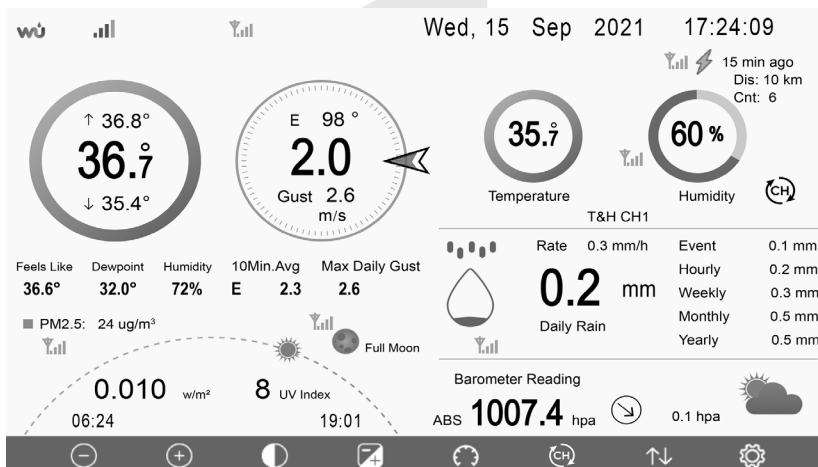 wu
Wed, 15 Sep 2021 17:24:09
15 min ago
Dis: 10 km
Cnt: 6
↑ 36.8°
36.7°
↓ 35.4°
E 98 °
2.0
Gust 2.6
m/s
35.7°
Temperature
60 %
Humidity
CH
T&H CH1
Feels Like Dewpoint Humidity 10Min.Avg Max Daily Gust
36.6° 32.0° 72% E 2.3 2.6
PM2.5: 24 ug/m³
Full Moon
0.010 w/m² 8 UV Index
06:24 19:01
Rate 0.3 mm/h
0.2 mm
Daily Rain
Event 0.1 mm
Hourly 0.2 mm
Weekly 0.3 mm
Monthly 0.5 mm
Yearly 0.5 mm
Barometer Reading
ABS 1007.4 hpa 0.1 hpa
CH